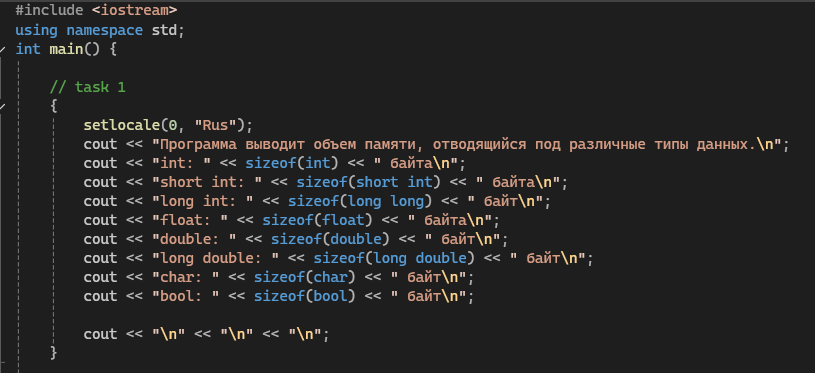 #include <iostream>
using namespace std;
int main() {
// task 1
{
setlocale(0, "Rus");
cout << "Программа выводит объем памяти, отводящийся под различные типы данных.\n";
cout << "int: " << sizeof(int) << " байта\n";
cout << "short int: " << sizeof(short int) << " байта\n";
cout << "long int: " << sizeof(long long) << " байт\n";
cout << "float: " << sizeof(float) << " байта\n";
cout << "double: " << sizeof(double) << " байт\n";
cout << "long double: " << sizeof(long double) << " байт\n";
cout << "char: " << sizeof(char) << " байт\n";
cout << "bool: " << sizeof(bool) << " байт\n";
cout << "\n" << "\n" << "\n";
}